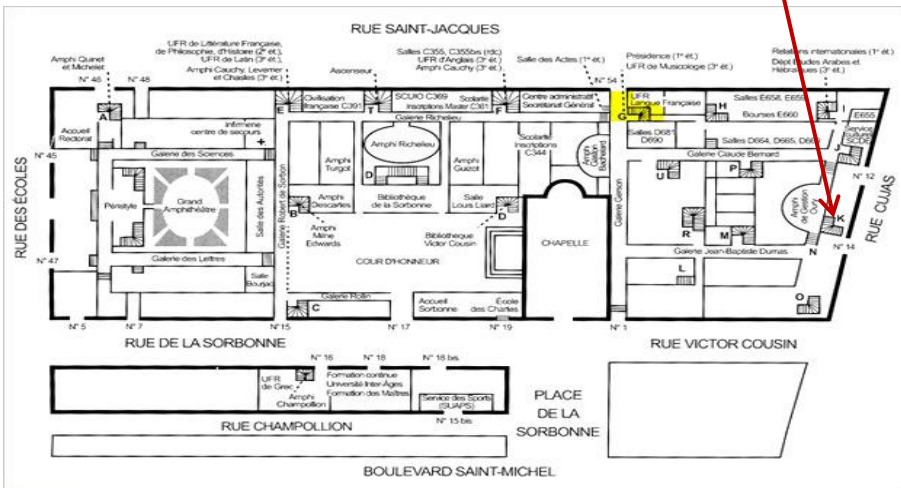 RUE SAINT-JACQUES
UFR de Littérature Française,
de Philosophie, d'Histoire (2ᵉ ét.),
UFR de Latin (3ᵉ ét.)
Amphi Cauchy, Leverrier
et Chasles (3ᵉ ét.)
Amphi Quinet
et Michelet
N° 46
N° 48
Ascenseur
Salles C355, C355bis (rdc)
UFR d'Anglais (3ᵉ ét.)
Amphi Cauchy (3ᵉ ét.)
Salle des Actes (1ᵉʳ ét.)
N° 54
Présidence (1ᵉʳ ét.)
UFR de Musicologie (3ᵉ ét.)
Relations internationales (1ᵉʳ ét.)
Dépt Études Arabes et
Hébraïques (3ᵉ ét.)
A
E
Civilisation
française C391
T
SCUIO C369
Inscriptions Master C361
Scolarité
F
Centre administratif
Secrétariat Général
G
UFR
Langue Française
H
Salles E658, E659
Bourses E660
I
E655
Galerie Richelieu
Accueil
Rectorat
Infirmerie
centre de secours
+
N° 45
Galerie des Sciences
Amphi
Turgot
Amphi Richelieu
D
Amphi
Guizot
Scolarité
Inscriptions
C344
Amphi
Gaston
Bachelard
Salles D681
D690
Salles D664, D665,
Service
SCD
J
N° 12
Galerie Claude Bernard
U
P
RUE DES ÉCOLES
Péristyle
Grand
Amphithéâtre
Salle des Autorités
Galerie Robert de Sorbon
Amphi
Descartes
B
Bibliothèque
de la Sorbonne
Salle
Louis Liard
D
Galerie Gerson
Amphi
de Gestion
Oury
K
RUE CUJAS
Amphi
Milne
Edwards
Bibliothèque
Victor Cousin
CHAPELLE
R
M
N
N° 14
N° 47
Galerie des Lettres
COUR D'HONNEUR
Galerie Jean-Baptiste Dumas
Salle
Bourjac
L
O
Galerie Rollin
C
Accueil
Sorbonne
École
des Chartes
N° 5
N° 7
N° 15
N° 17
N° 19
N° 1
RUE DE LA SORBONNE
RUE VICTOR COUSIN
N° 16
N° 18
N° 18 bis
UFR
de Grec
Amphi
Champollion
Formation continue
Université Inter-Âges
Formation des Maîtres
Service des Sports
(SUAPS)
N° 15 bis
RUE CHAMPOLLION
PLACE
DE LA
SORBONNE
BOULEVARD SAINT-MICHEL